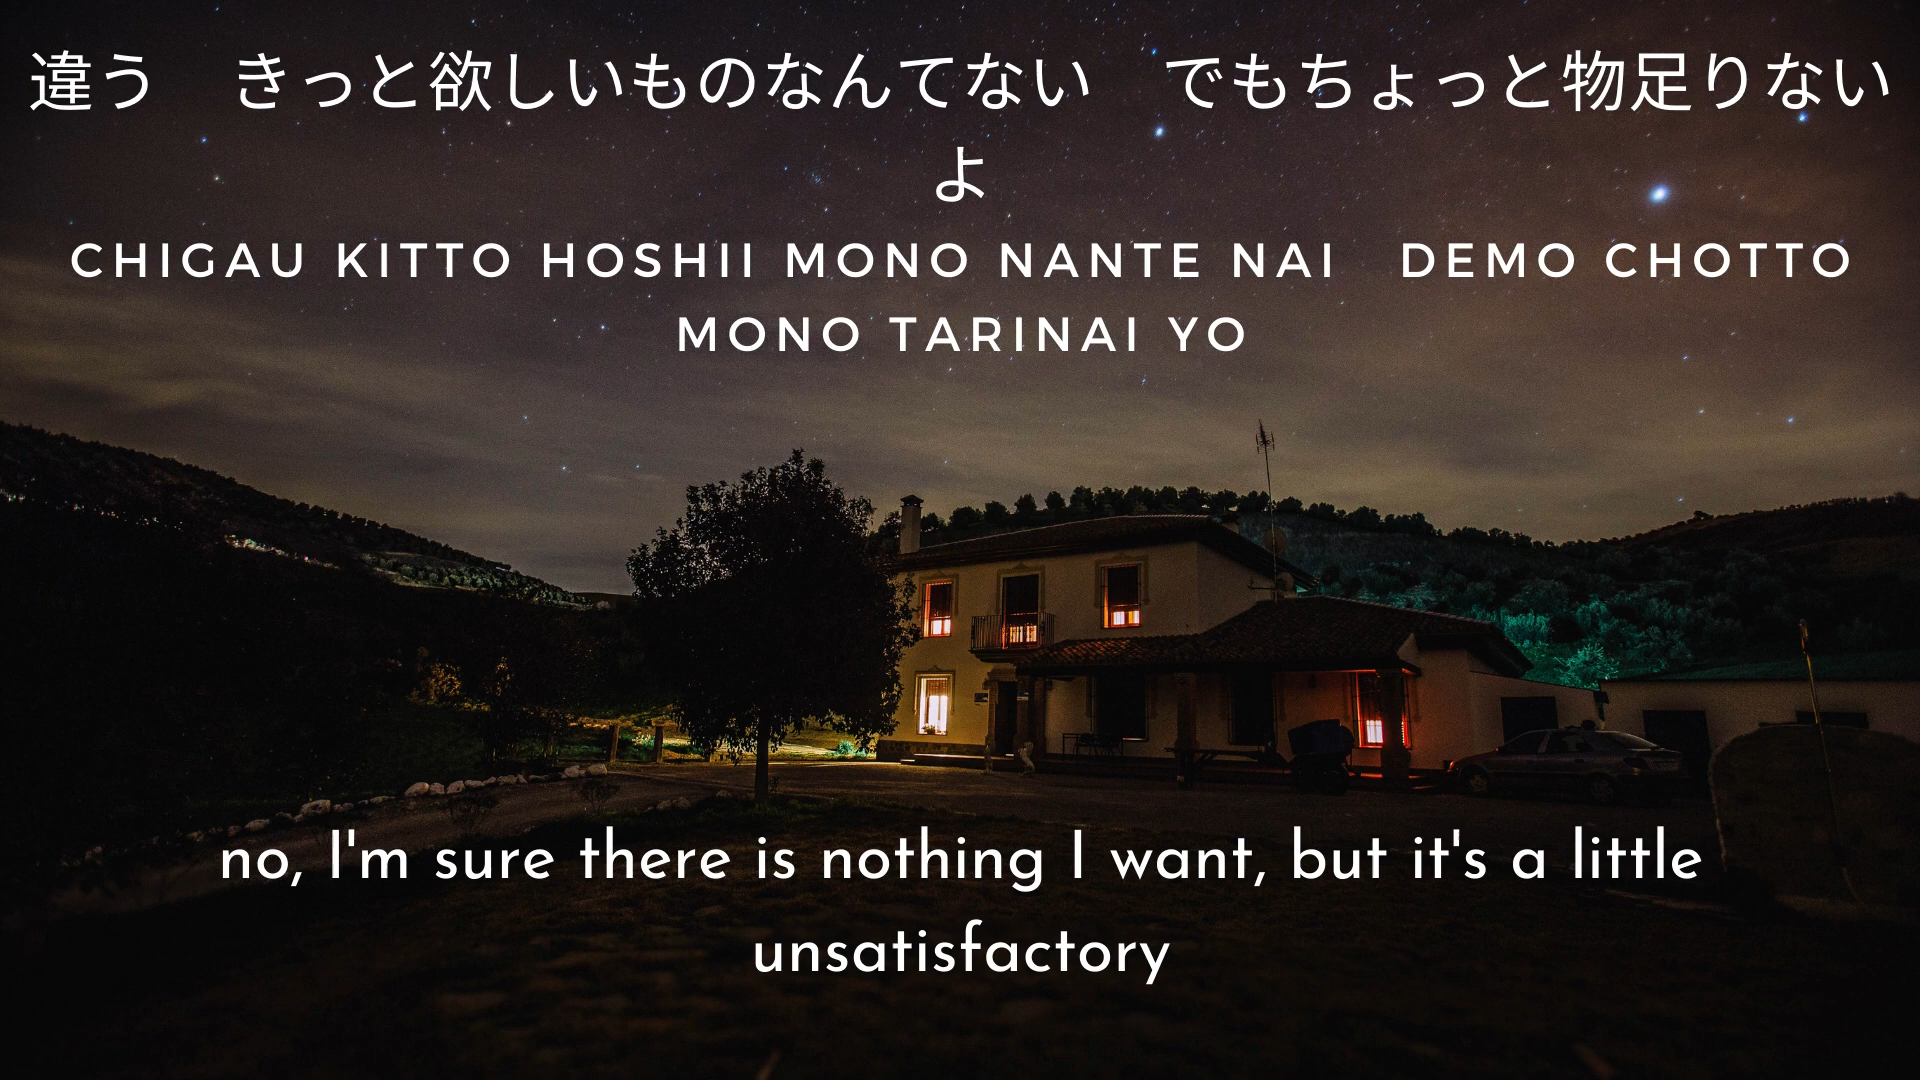 違う　きっと欲しいものなんてない　でもちょっと物足りない
よ
CHIGAU KITTO HOSHII MONO NANTE NAI　DEMO CHOTTO
MONO TARINAI YO
no, I'm sure there is nothing I want, but it's a little
unsatisfactory